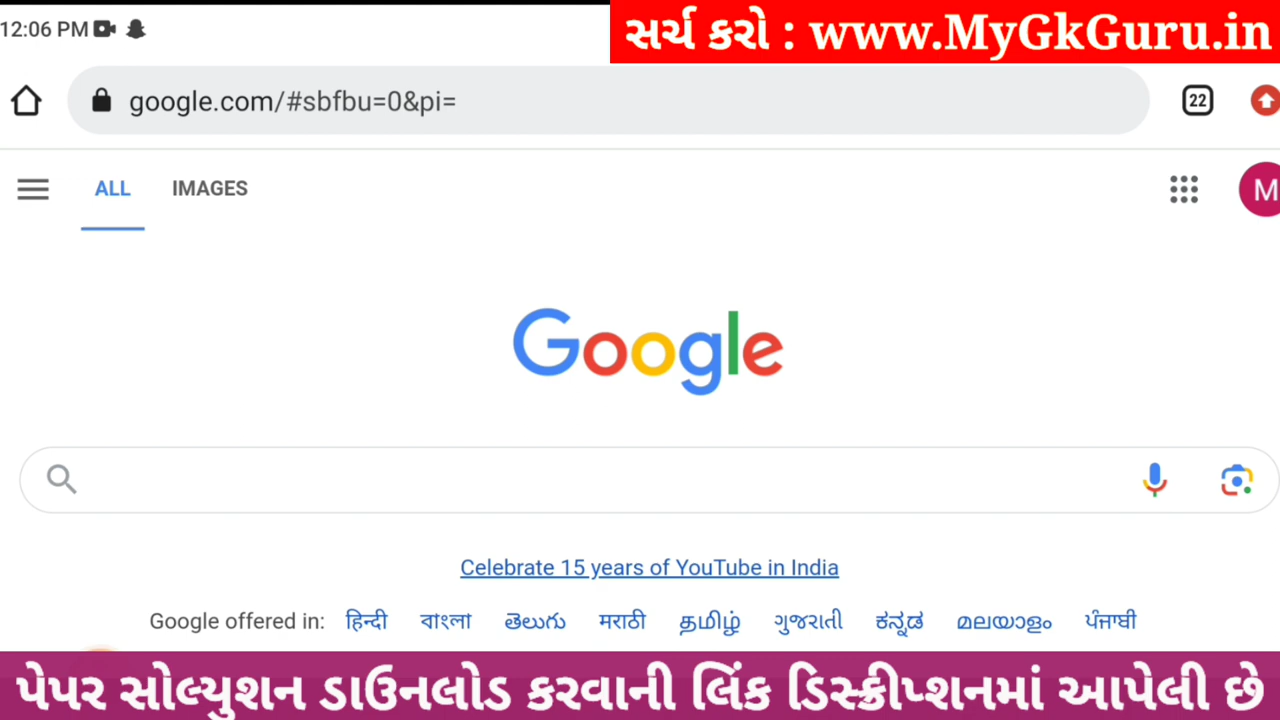 12:06 PM
સર્ચ કરો : www.MyGkGuru.in
google.com/#sbfbu=0&pi=
22
ALL IMAGES
M
Google
Celebrate 15 years of YouTube in India
Google offered in: हिन्दी বাংলা తెలుగు मराठी தமிழ் ગુજરાતી ಕನ್ನಡ മലയാളം ਪੰਜਾਬੀ
પેપર સોલ્યુશન ડાઉનલોડ કરવાની લિંક ડિસ્ક્રીપ્શનમાં આપેલી છે